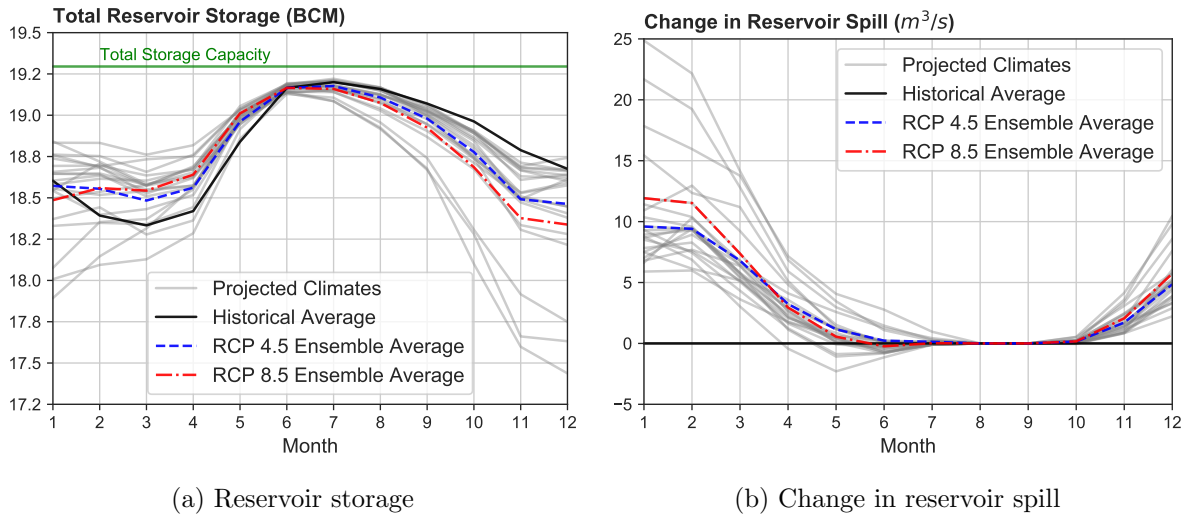 Total Reservoir Storage (BCM)
19.5
19.2
19.0
18.8
18.5
18.2
18.0
17.8
17.5
17.2
Total Storage Capacity
Projected Climates
Historical Average
RCP 4.5 Ensemble Average
RCP 8.5 Ensemble Average
1 2 3 4 5 6 7 8 9 10 11 12
Month
(a) Reservoir storage
Change in Reservoir Spill (m³/s)
25
20
15
10
5
0
−5
Projected Climates
Historical Average
RCP 4.5 Ensemble Average
RCP 8.5 Ensemble Average
1 2 3 4 5 6 7 8 9 10 11 12
Month
(b) Change in reservoir spill